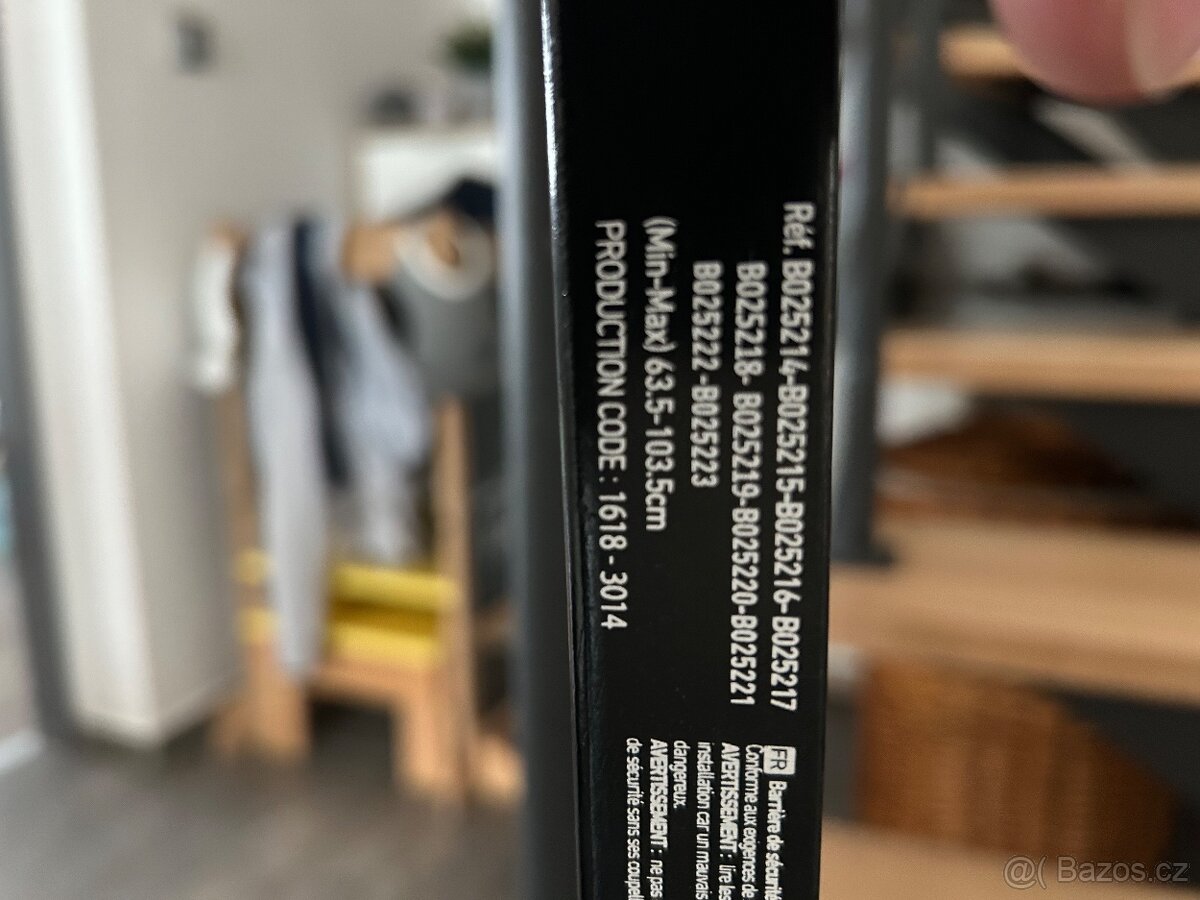 Réf. B025214-B025215-B025216-B025217
B025218- B025219-B025220-B025221
B025222 -B025223
(Min-Max) 63.5-103.5cm
PRODUCTION CODE : 1618 - 3014
FR Barrière de sécurité
Conforme aux exigences de
AVERTISSEMENT : lire les
installation car un mauvais
dangereux.
AVERTISSEMENT : ne pas
de sécurité sans ses coupel
@( Bazos.cz